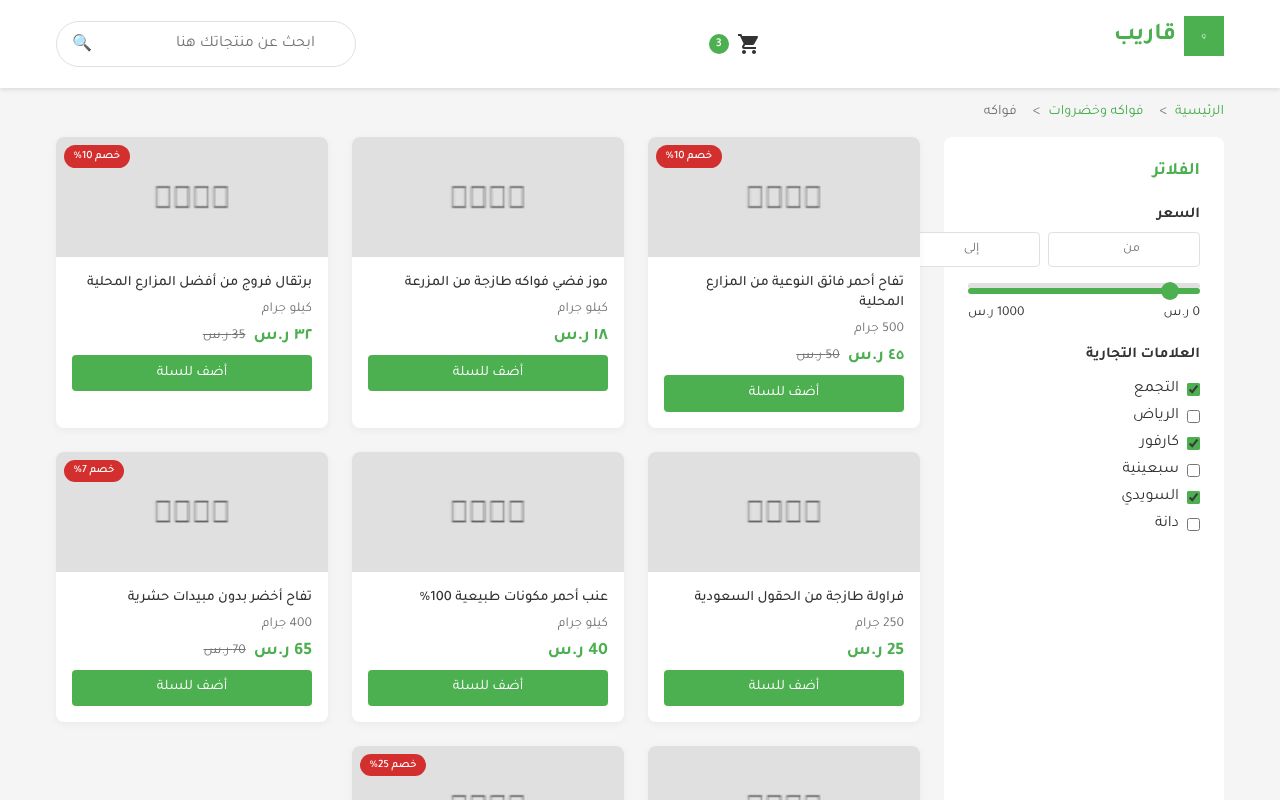 قاريب
3
ابحث عن منتجاتك هنا
الرئيسية > فواكه وخضروات > فواكه
الفلاتر
السعر
من
إلى
0 ر.س
1000 ر.س
العلامات التجارية
التجمع
الرياض
كارفور
سبعينية
السويدي
دانة
خصم 10%
تفاح أحمر فائق النوعية من المزارع
المحلية
500 جرام
٤٥ ر.س 50 ر.س
أضف للسلة
موز فضي فواكه طازجة من المزرعة
كيلو جرام
١٨ ر.س
أضف للسلة
خصم 10%
برتقال فروج من أفضل المزارع المحلية
كيلو جرام
٣٢ ر.س 35 ر.س
أضف للسلة
فراولة طازجة من الحقول السعودية
250 جرام
25 ر.س
أضف للسلة
عنب أحمر مكونات طبيعية 100%
كيلو جرام
40 ر.س
أضف للسلة
خصم 7%
تفاح أخضر بدون مبيدات حشرية
400 جرام
65 ر.س 70 ر.س
أضف للسلة
خصم 25%